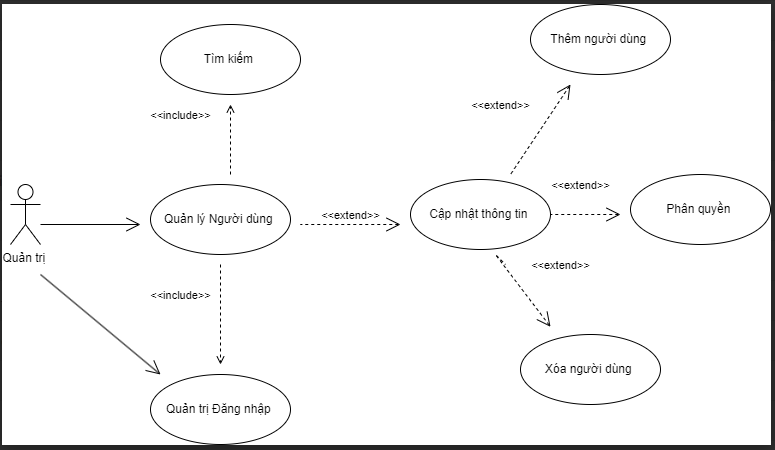 Thêm người dùng
Tìm kiếm
<<extend>>
<<include>>
<<extend>>
Phân quyền
Quản lý Người dùng
<<extend>>
Cập nhật thông tin
Quản trị
<<extend>>
<<include>>
Xóa người dùng
Quản trị Đăng nhập